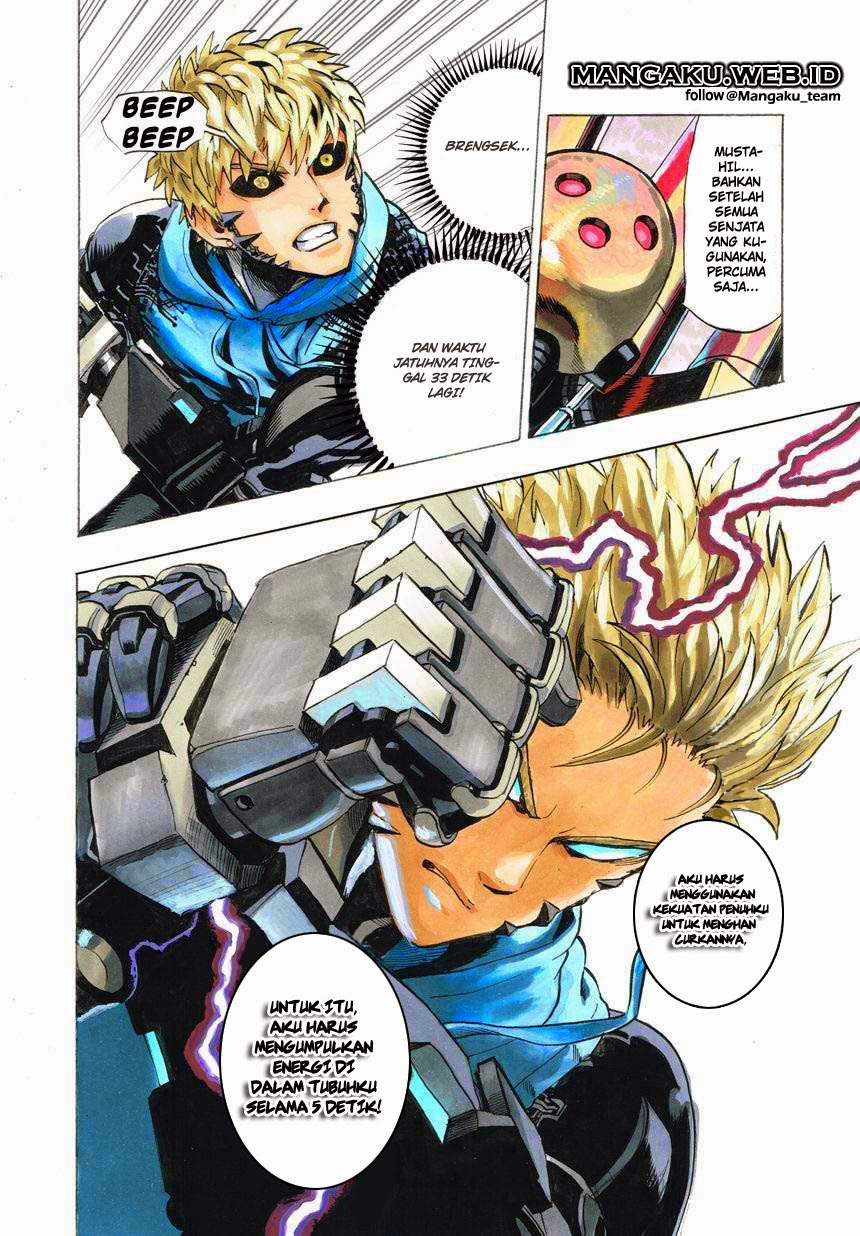 MANGAKU.WEB.ID
follow @Mangaku_team
MUSTA-
HIL...
BAHKAN
SETELAH
SEMUA
SENJATA
YANG KU-
GUNAKAN,
PERCUMA
SAJA...
BRENGSEK...
BEEP
BEEP
DAN WAKTU
JATUHNYA TING-
GAL 33 DETIK
LAGI!
AKU HARUS
MENGGUNAKAN
KEKUATAN PENUHKU
UNTUK MENGHAN
CURKANNYA,
UNTUK ITU,
AKU HARUS
MENGUMPULKAN
ENERGI DI
DALAM TUBUHKU
SELAMA 5 DETIK!